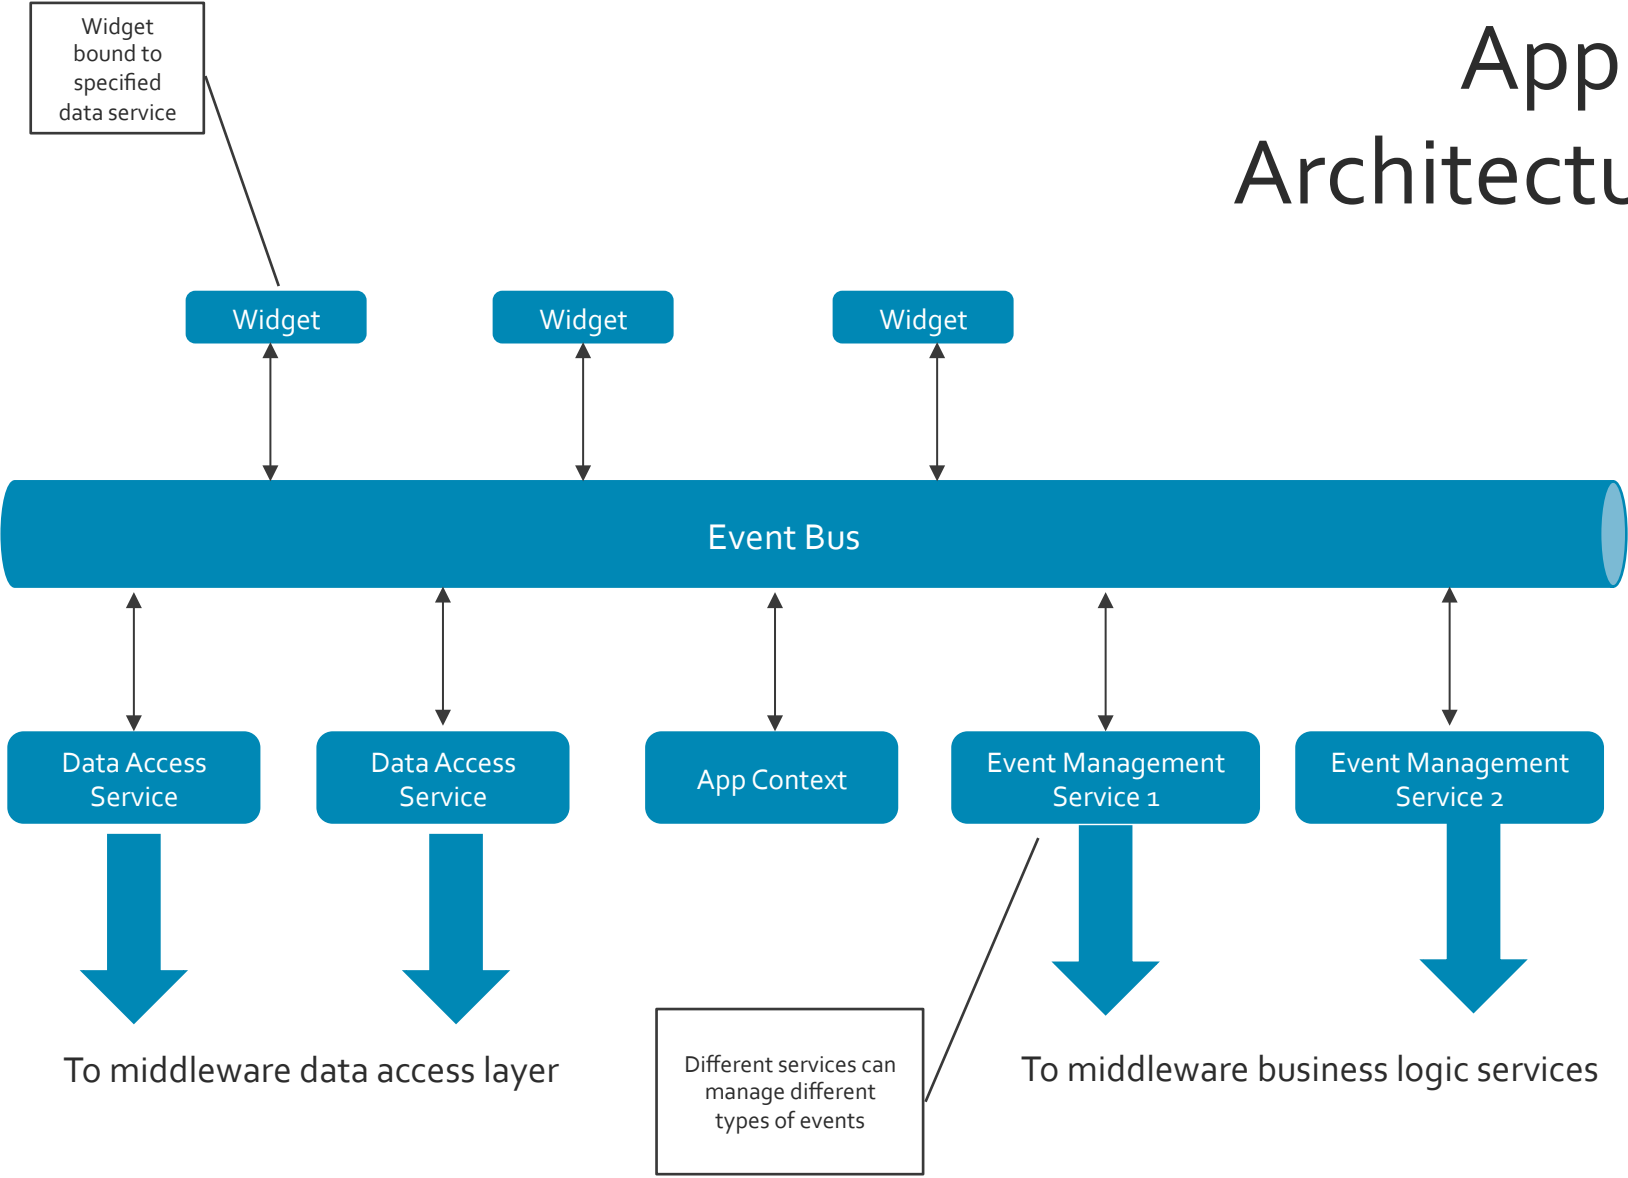 App
Architectu
Widget
bound to
specified
data service
Widget
Widget
Widget
Event Bus
Data Access
Service
Data Access
Service
App Context
Event Management
Service 1
Event Management
Service 2
To middleware data access layer
Different services can
manage different
types of events
To middleware business logic services